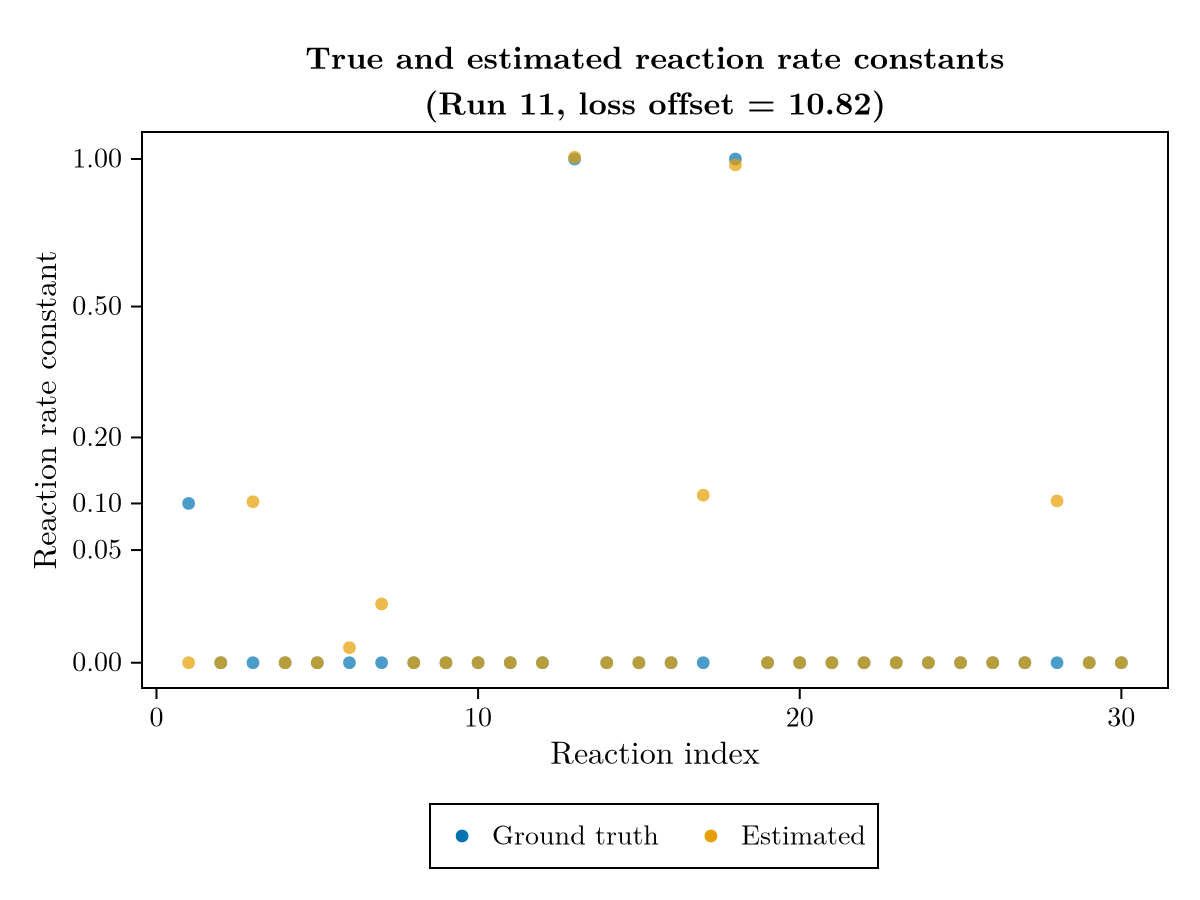 True and estimated reaction rate constants
(Run 11, loss offset = 10.82)
Reaction rate constant
1.00
0.50
0.20
0.10
0.05
0.00
0 10 20 30
Reaction index
Ground truth Estimated